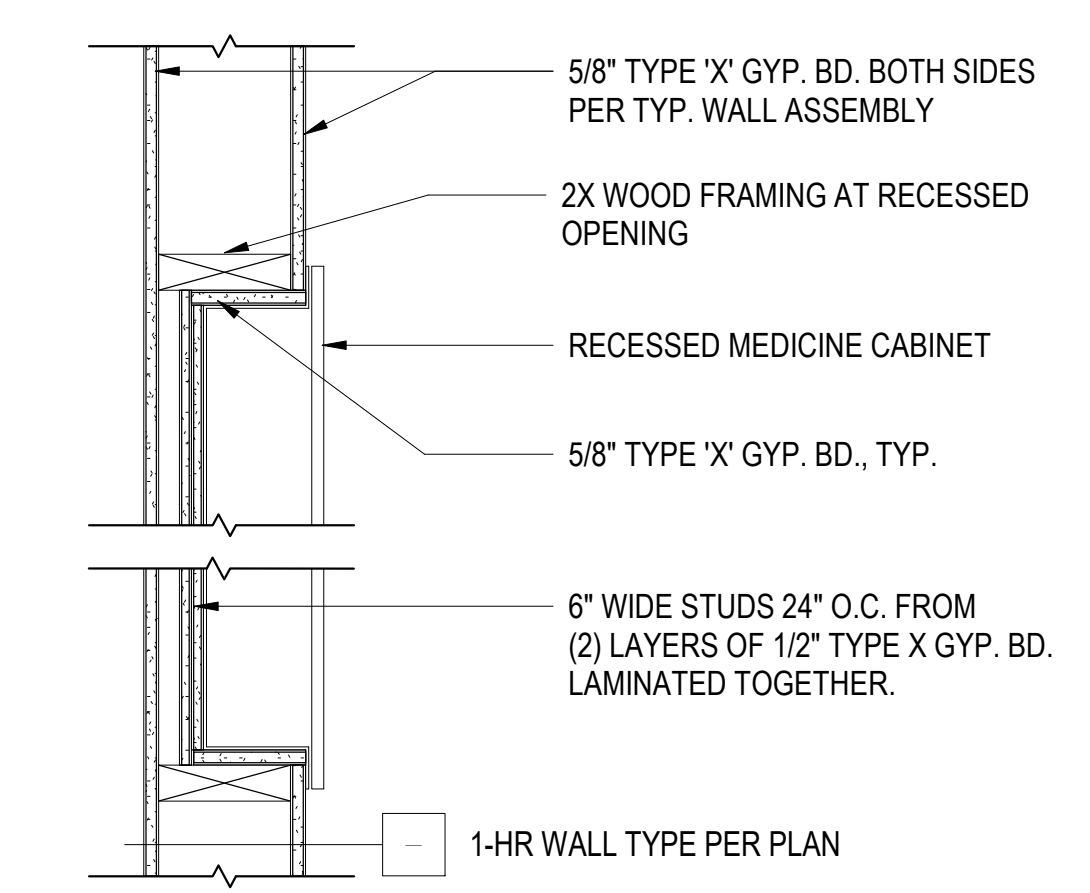 5/8" TYPE 'X' GYP. BD. BOTH SIDES
PER TYP. WALL ASSEMBLY
2X WOOD FRAMING AT RECESSED
OPENING
RECESSED MEDICINE CABINET
5/8" TYPE 'X' GYP. BD., TYP.
6" WIDE STUDS 24" O.C. FROM
(2) LAYERS OF 1/2" TYPE X GYP. BD.
LAMINATED TOGETHER.
1-HR WALL TYPE PER PLAN